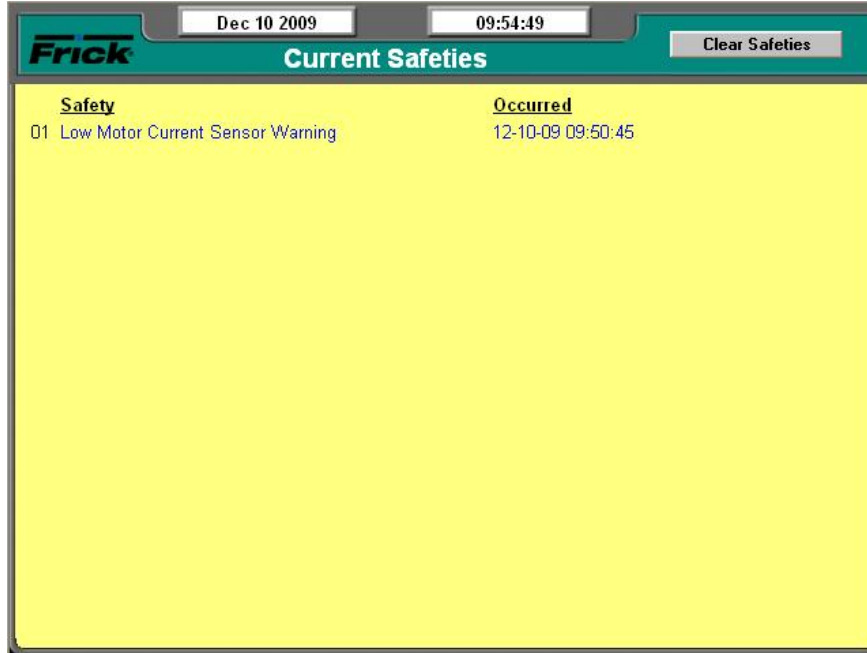 Dec 10 2009 09:54:49
Frick Current Safeties Clear Safeties
Safety Occurred
01 Low Motor Current Sensor Warning 12-10-09 09:50:45